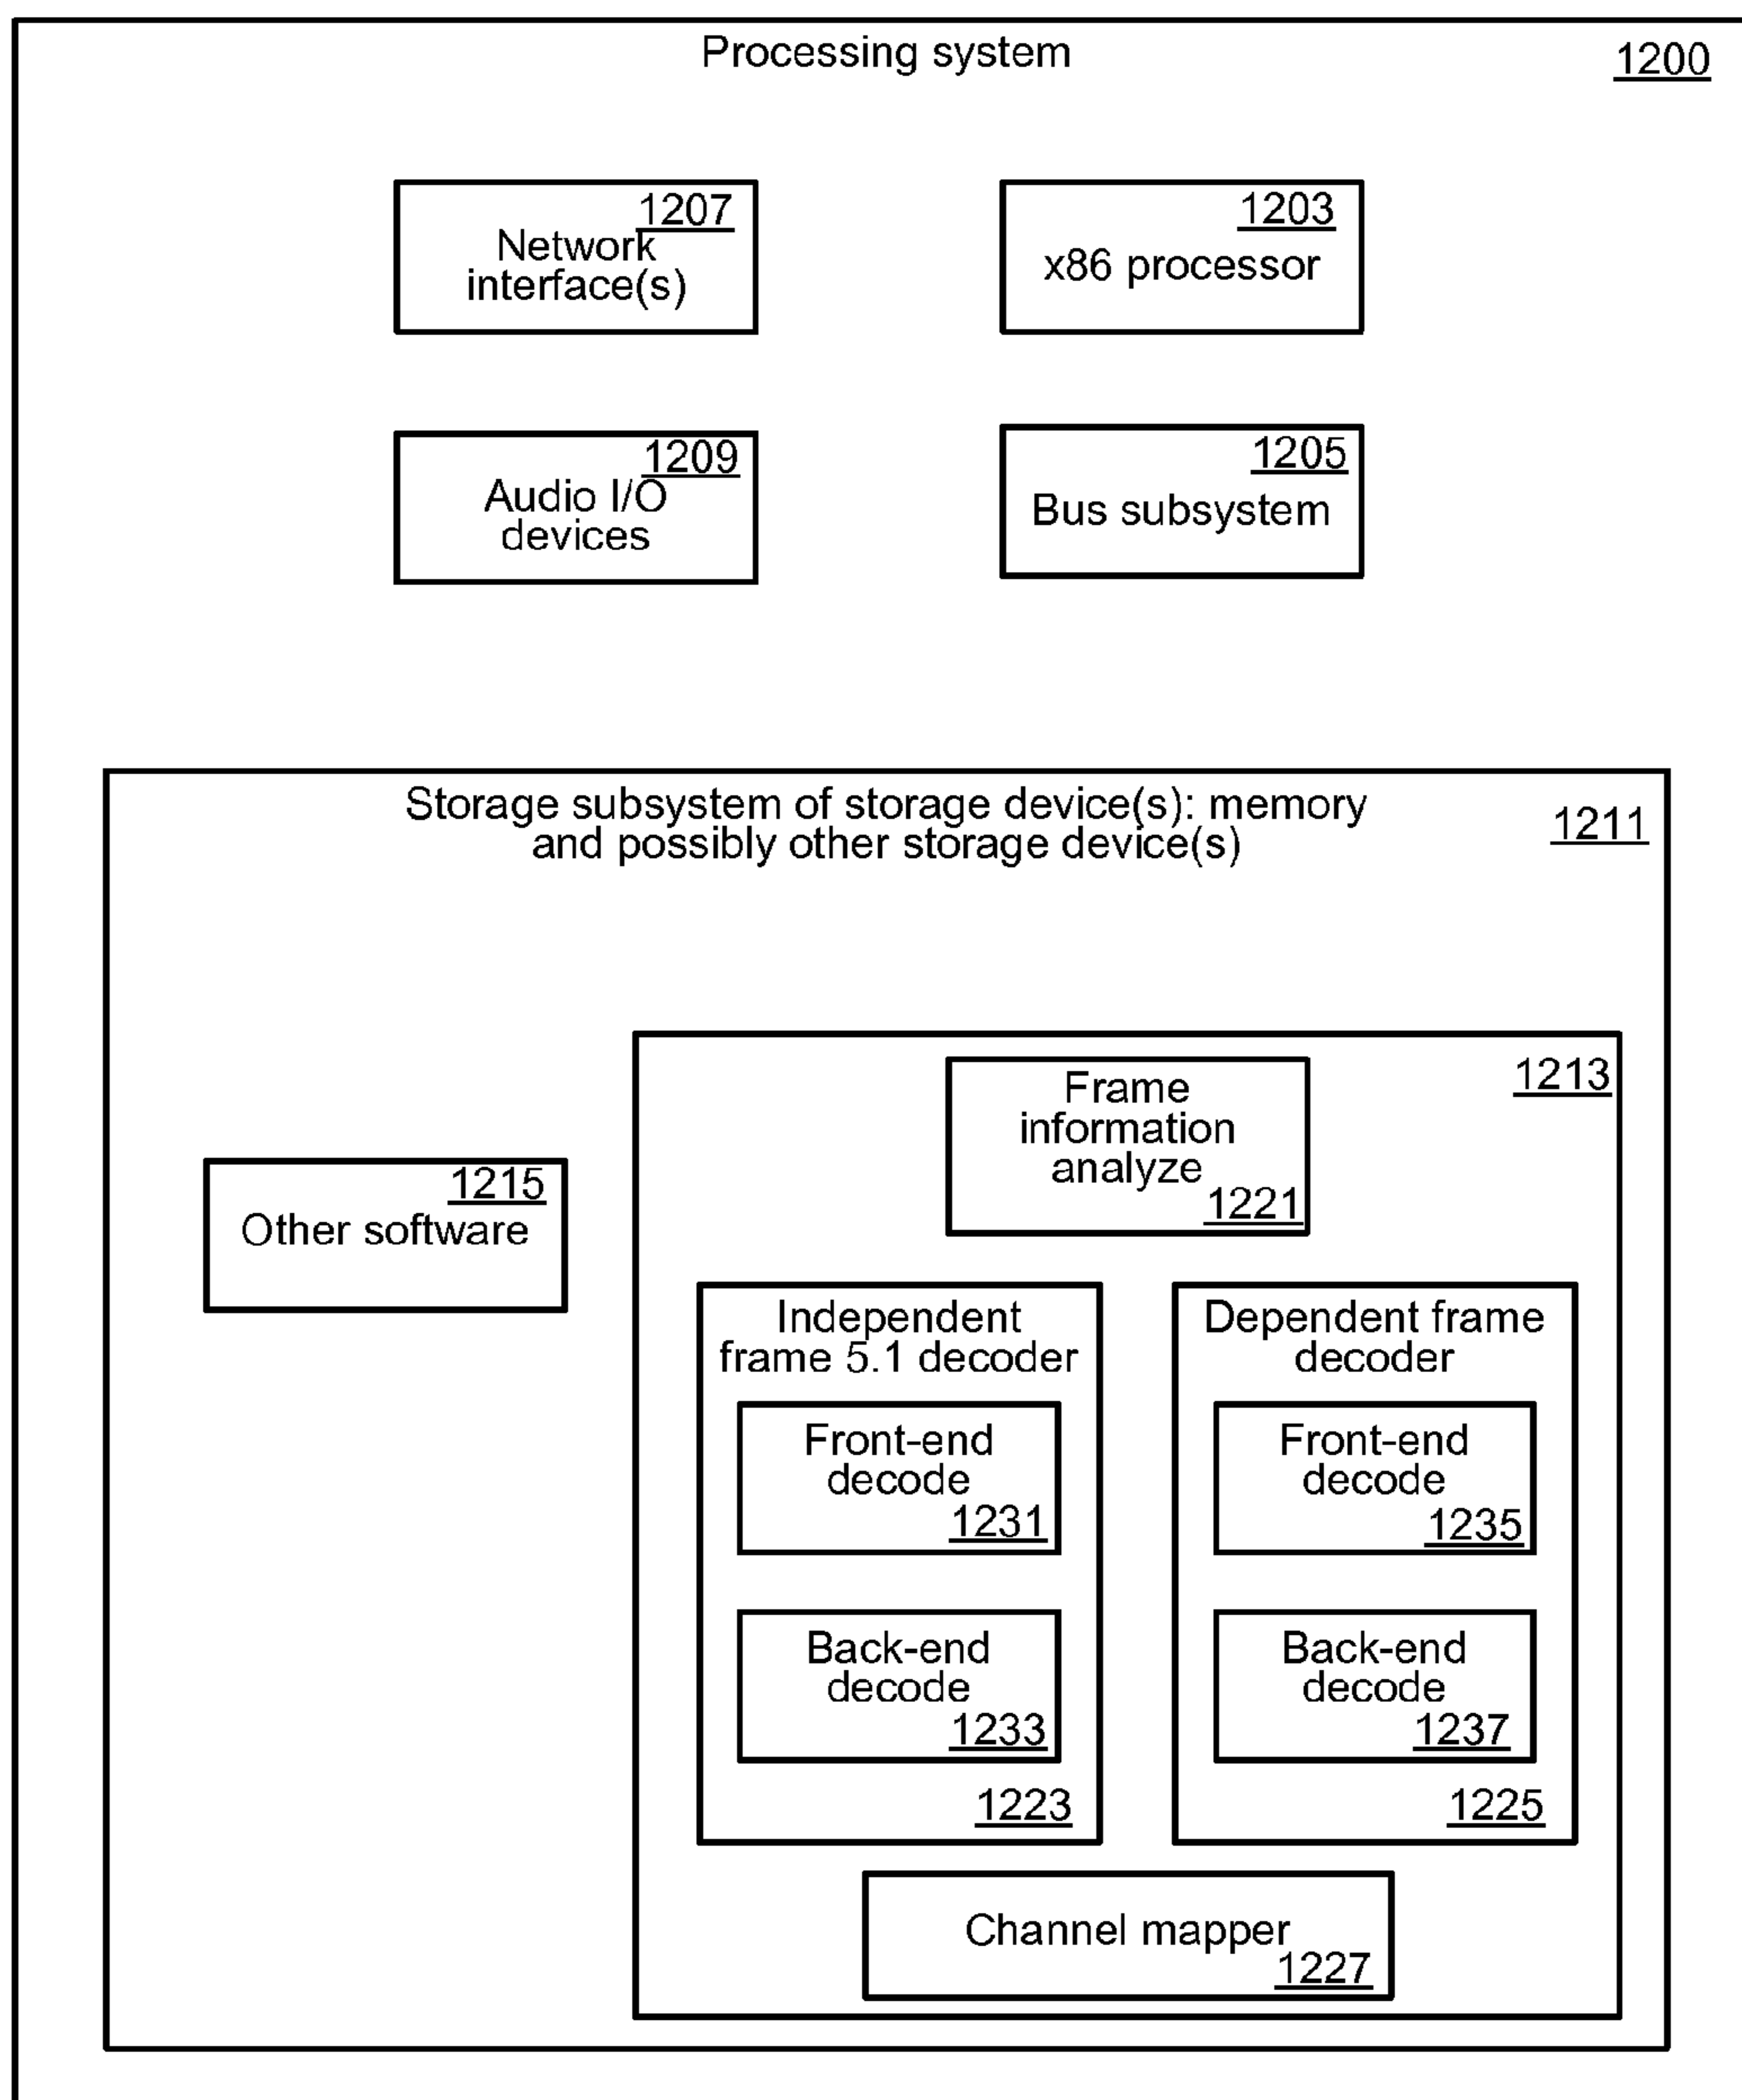 Processing system
1200
1207
Network
interface(s)
1203
x86 processor
1209
Audio I/O
devices
1205
Bus subsystem
Storage subsystem of storage device(s): memory
and possibly other storage device(s)
1211
1213
Frame
information
analyze
1221
1215
Other software
Independent
frame 5.1 decoder
Front-end
decode
1231
Back-end
decode
1233
1223
Dependent frame
decoder
Front-end
decode
1235
Back-end
decode
1237
1225
Channel mapper
1227